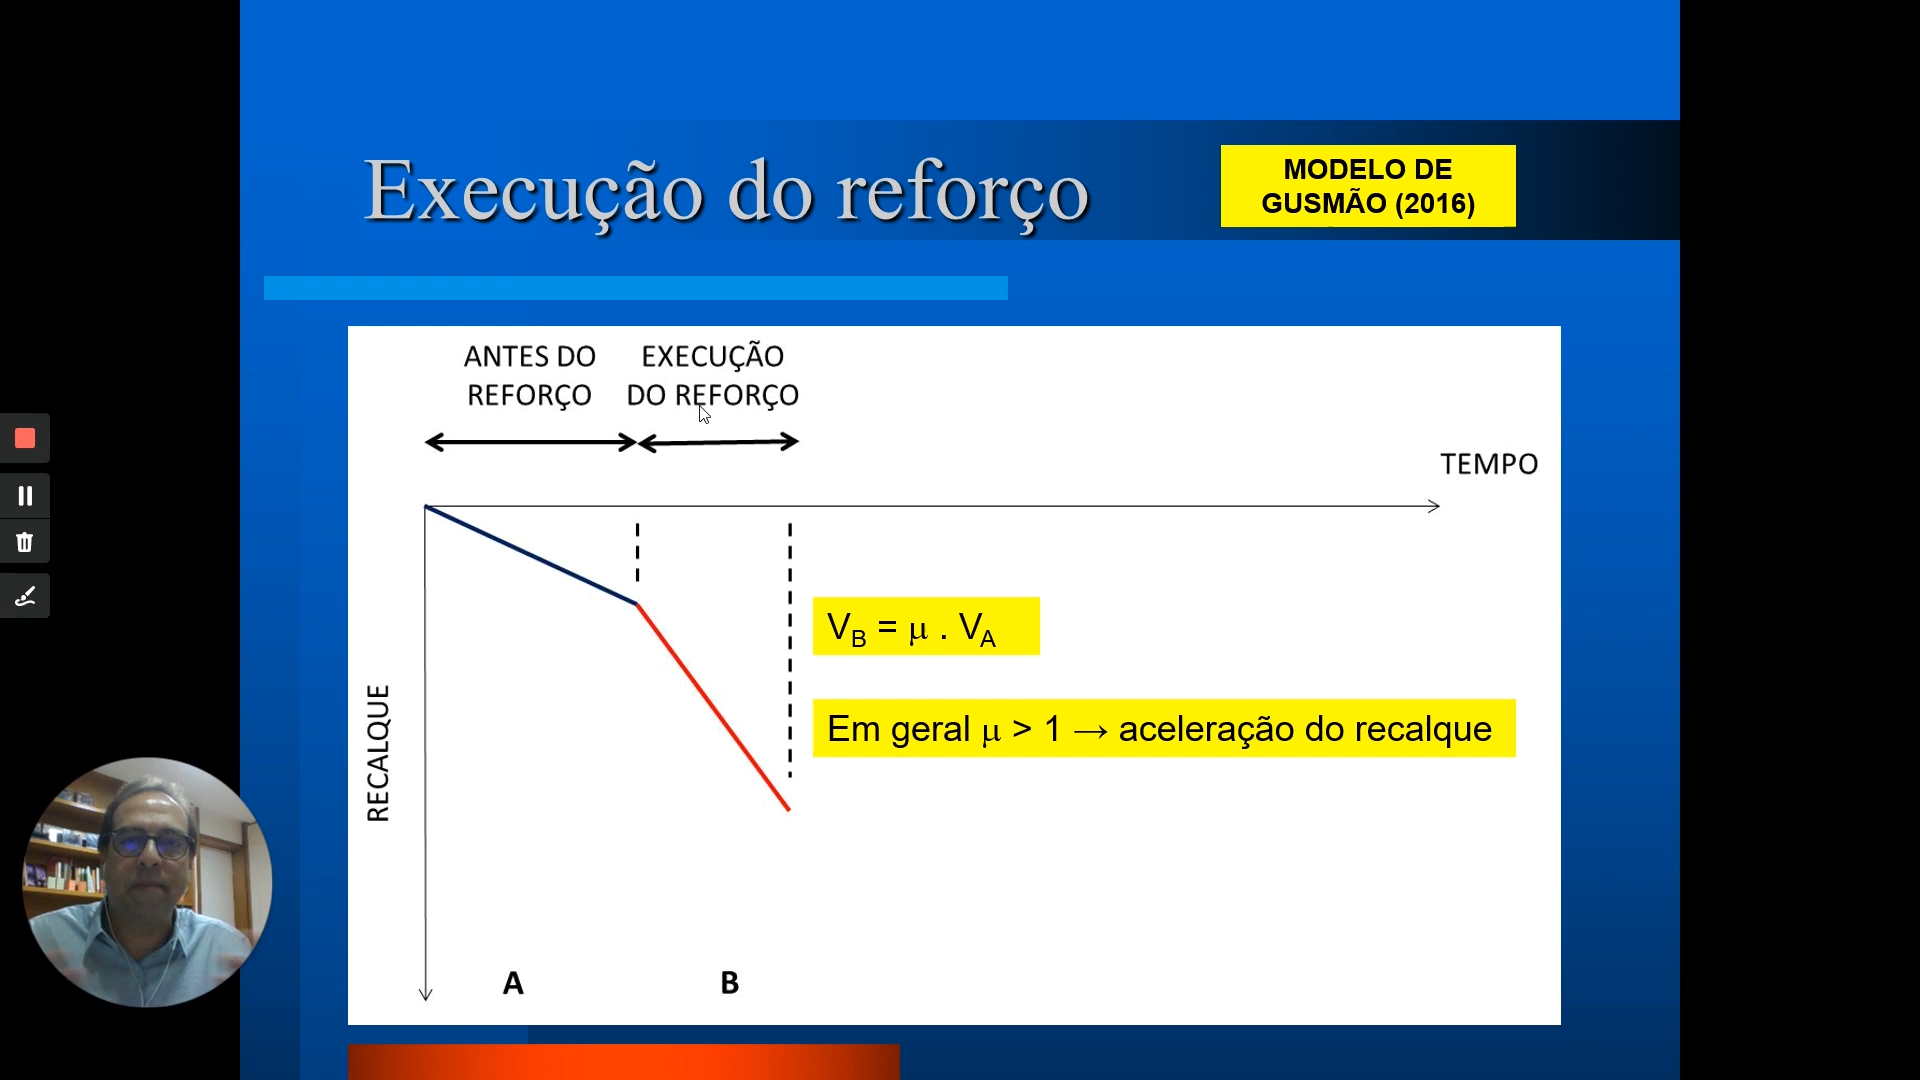 Execução do reforço
MODELO DE
GUSMÃO (2016)
ANTES DO
REFORÇO
EXECUÇÃO
DO REFORÇO
TEMPO
V_B = μ . V_A
Em geral μ > 1 → aceleração do recalque
RECALQUE
A
B